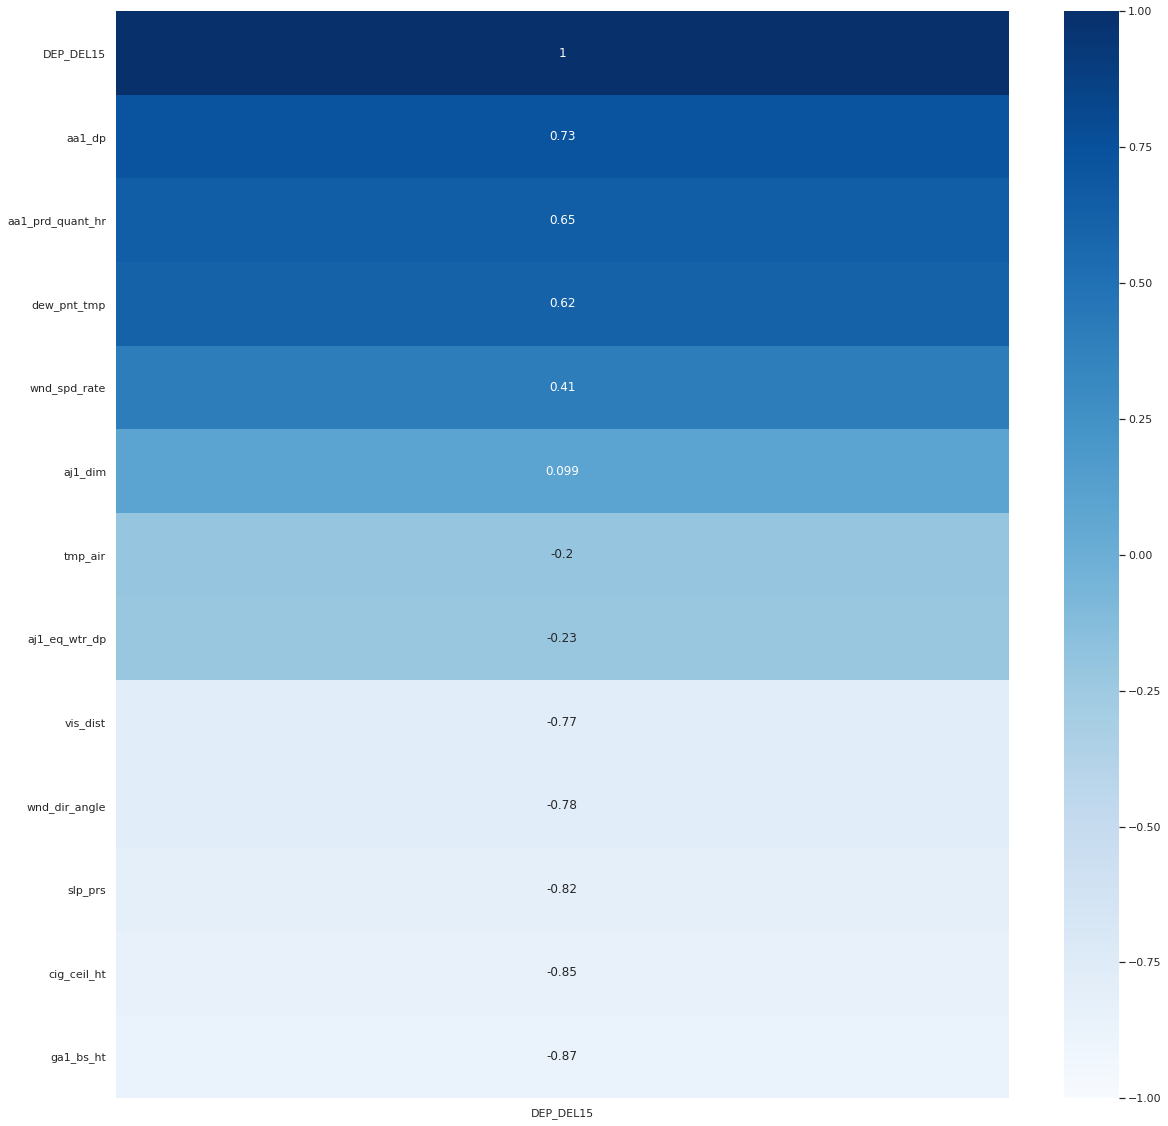 DEP_DEL15 1
aa1_dp 0.73
aa1_prd_quant_hr 0.65
dew_pnt_tmp 0.62
wnd_spd_rate 0.41
aj1_dim 0.099
tmp_air -0.2
aj1_eq_wtr_dp -0.23
vis_dist -0.77
wnd_dir_angle -0.78
slp_prs -0.82
cig_ceil_ht -0.85
ga1_bs_ht -0.87
DEP_DEL15
1.00
0.75
0.50
0.25
0.00
−0.25
−0.50
−0.75
−1.00